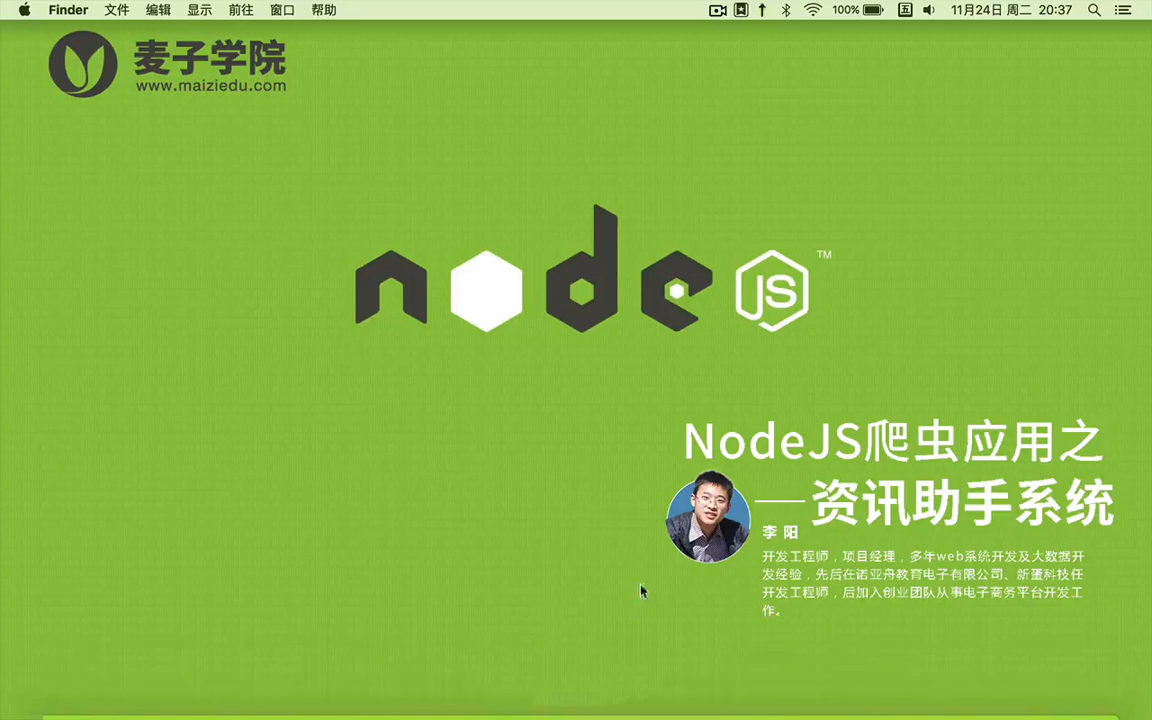 Finder 文件 编辑 显示 前往 窗口 帮助 100% 五 11月24日 周二 20:37
麦子学院
www.maiziedu.com
node JS TM
NodeJS爬虫应用之
——资讯助手系统
李 阳
开发工程师，项目经理，多年web系统开发及大数据开
发经验，先后在诺亚舟教育电子有限公司、新蛋科技任
开发工程师，后加入创业团队从事电子商务平台开发工
作。